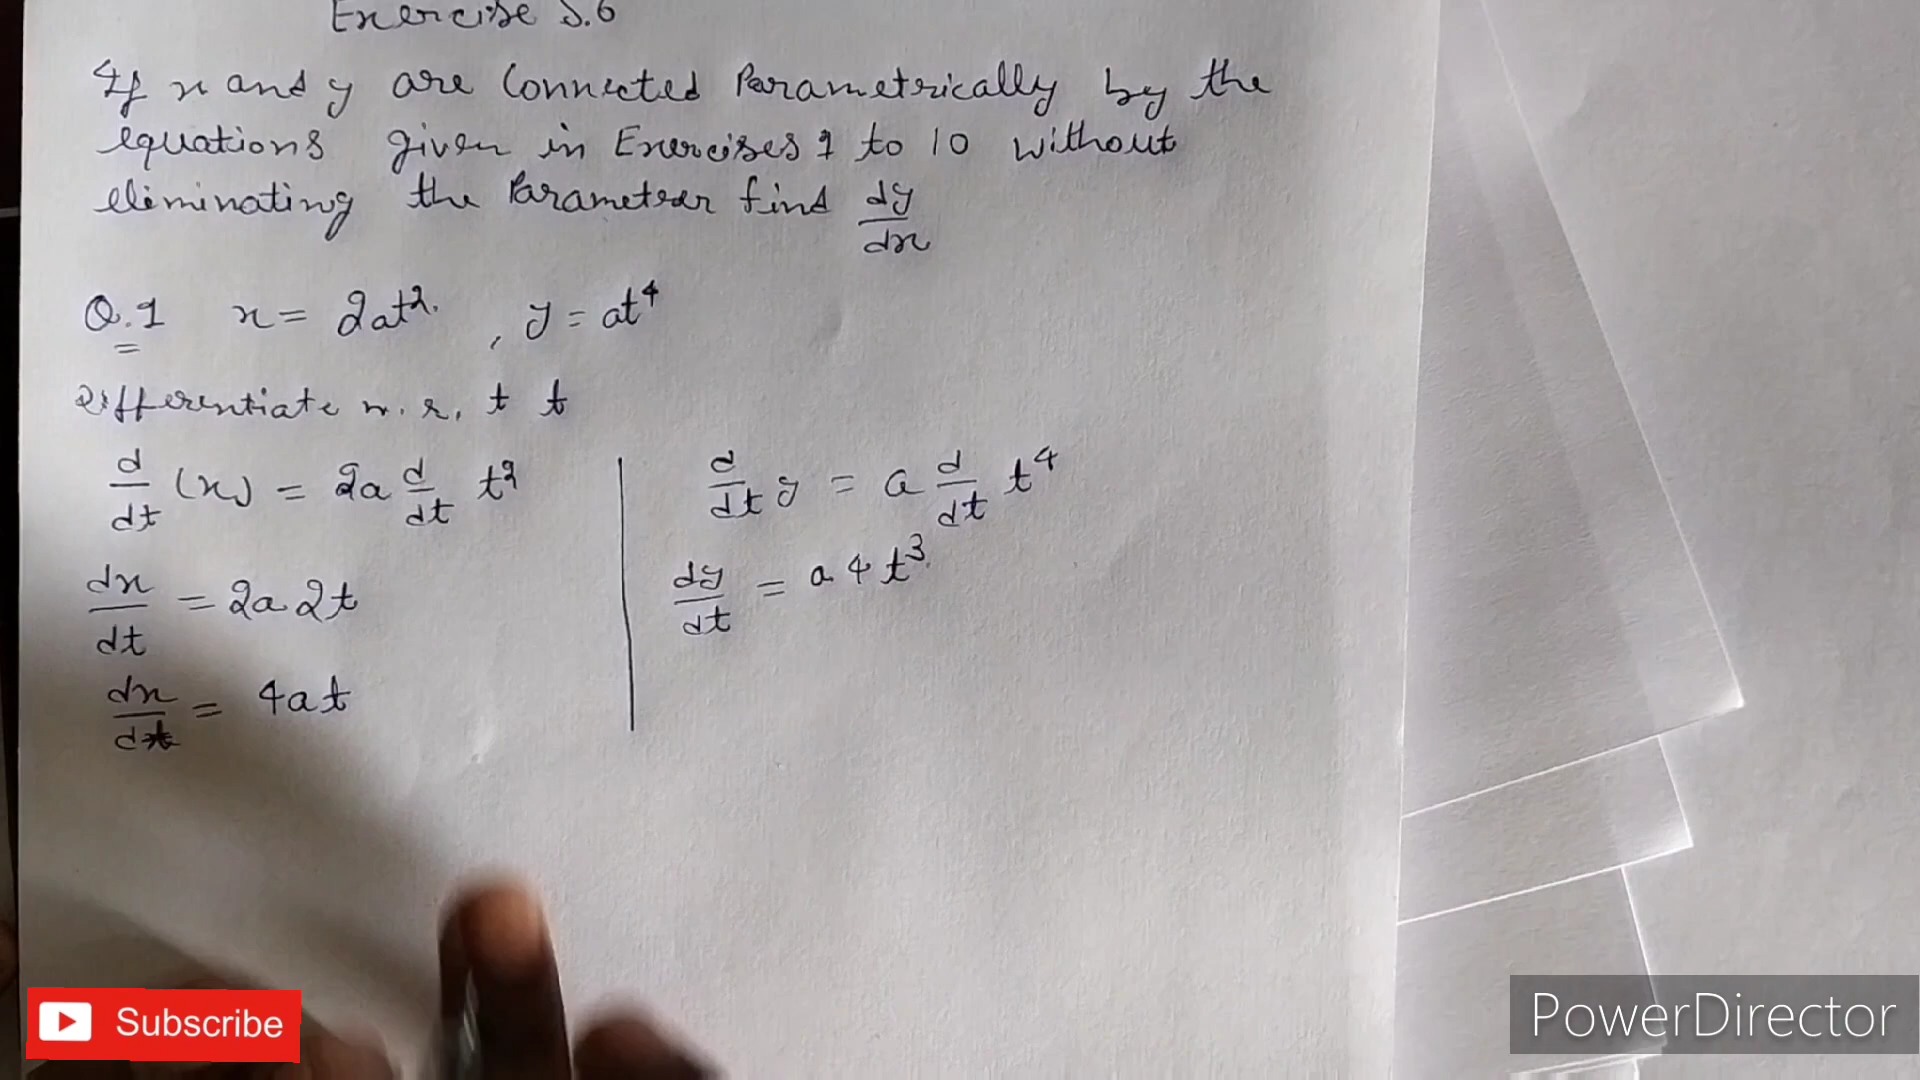 Exercise 5.6
If x and y are Connected Parametrically by the
equations given in Exercises 1 to 10 without
eliminating the Parameter find dy/dx
Q.1 x = 2at², y = at⁴
Differentiate w. r. t t
d/dt (x) = 2a d/dt t²
dx/dt = 2a 2t
dx/dt = 4at
d/dt y = a d/dt t⁴
dy/dt = a 4 t³
Subscribe
PowerDirector